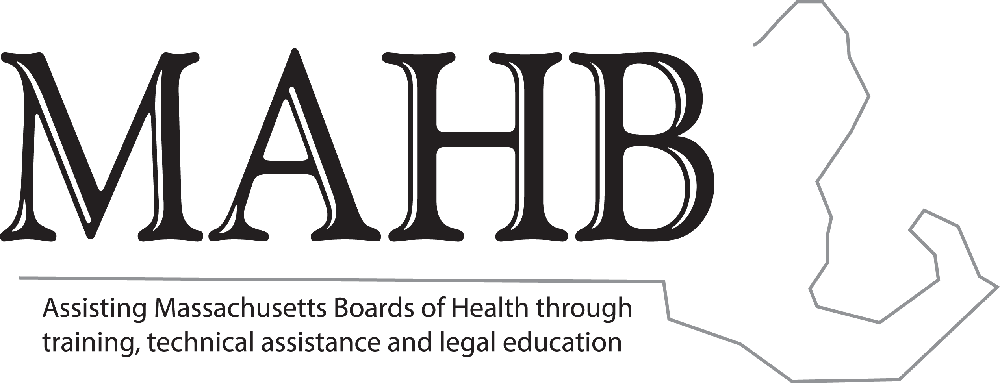 MAHB
Assisting Massachusetts Boards of Health through
training, technical assistance and legal education